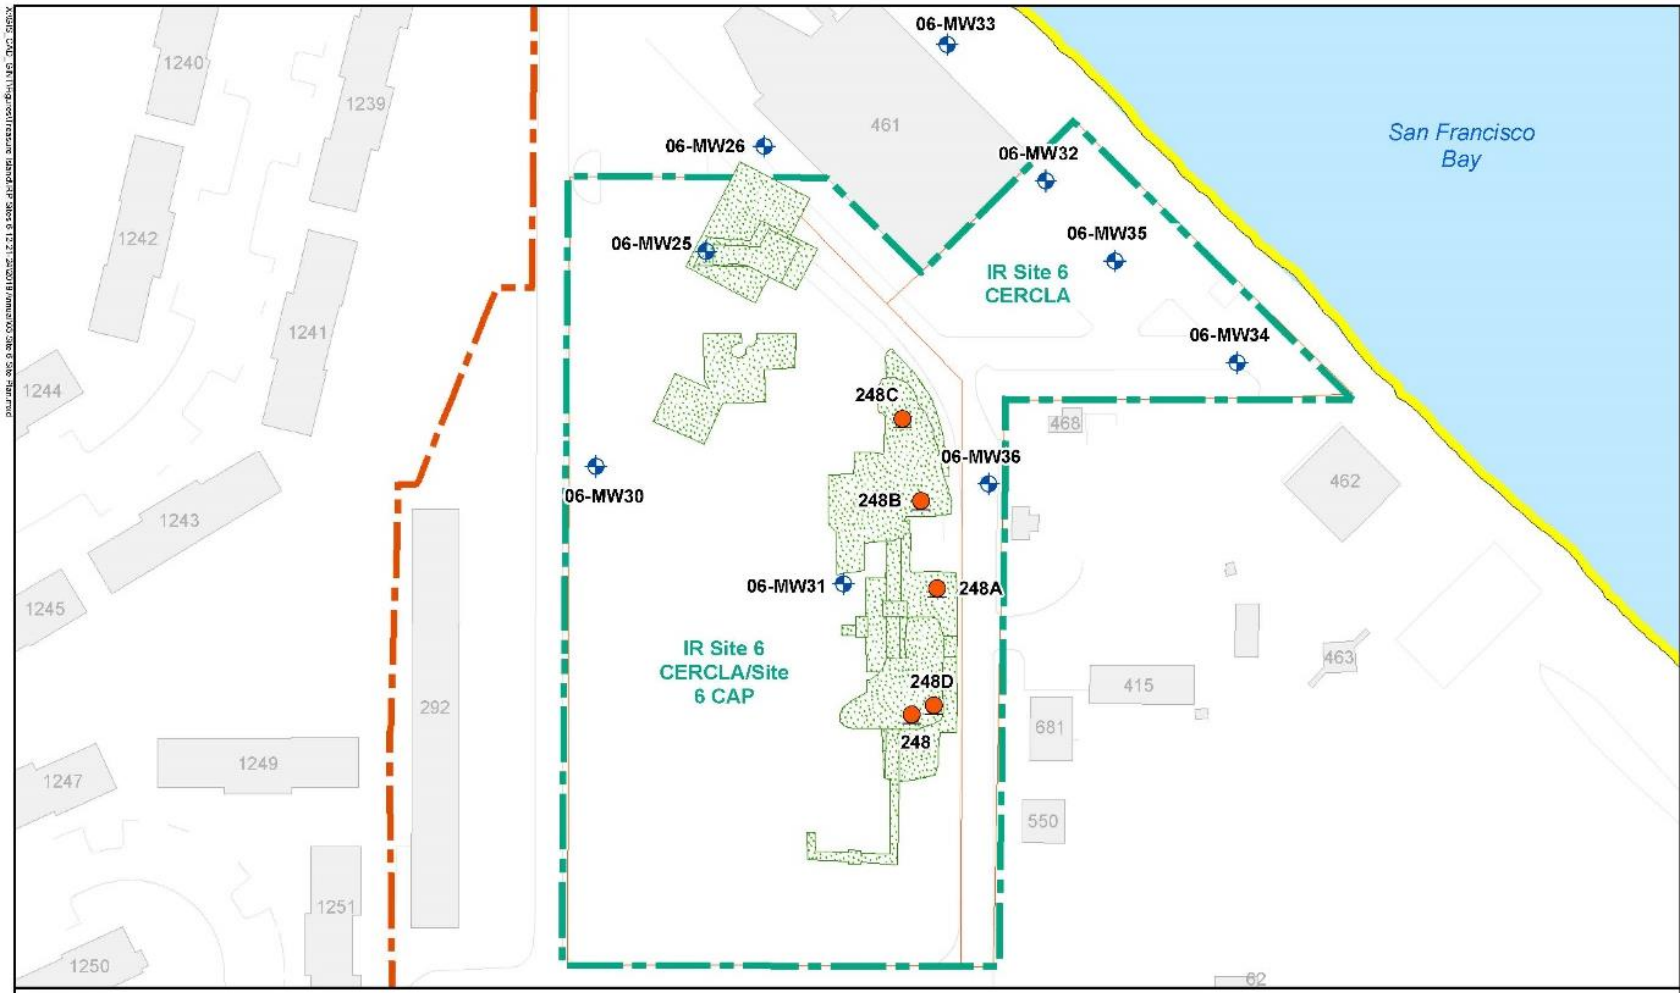 06-MW33
1240
1239
461
San Francisco
Bay
06-MW26
06-MW32
1242
06-MW25
06-MW35
IR Site 6
CERCLA
1241
06-MW34
1244
248C
468
06-MW36
462
06-MW30
248B
1243
06-MW31
248A
1245
IR Site 6
CERCLA/Site
6 CAP
463
248D
415
292
681
248
1249
1247
550
1251
1250
62